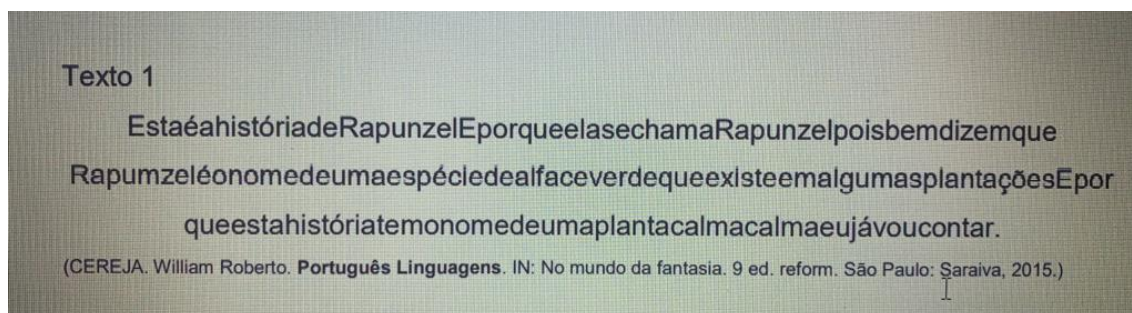 Texto 1
EstaéahistóriadeRapunzelEporqueelasechamaRapunzelpoisbemdizemque
RapumzeléonomedeumaespéciedealfaceverdequeexisteemalgumasplantaçõesEpor
queestahistóriatemonomedeumaplantacalmacalmaeujávoucontar.
(CEREJA. William Roberto. Português Linguagens. IN: No mundo da fantasia. 9 ed. reform. São Paulo: Saraiva, 2015.)